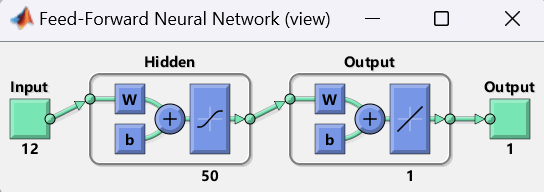 Feed-Forward Neural Network (view)
Hidden
Output
Input
Output
W
b
+
W
b
+
12
50
1
1